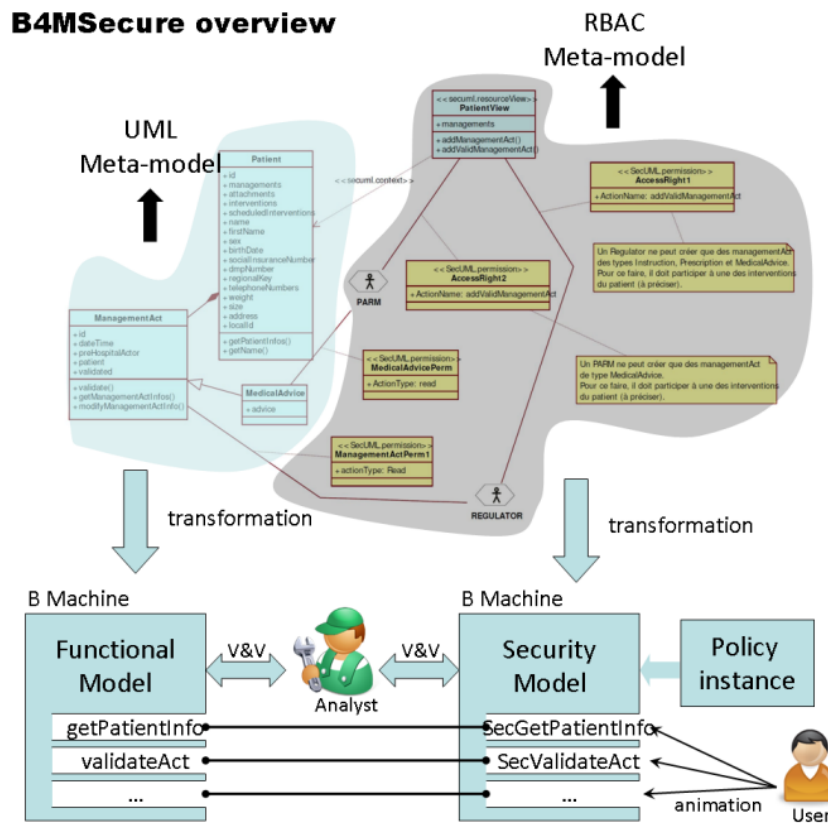 B4MSecure overview
RBAC
Meta-model
UML
Meta-model
<<secuml.resourceView>>
PatientView
+ managements
+ addManagementAct()
+ addValidManagementAct()
<<secuml.context>>
Patient
+ id
+ managements
+ attachments
+ interventions
+ scheduledInterventions
+ name
+ firstName
+ sex
+ birthDate
+ socialInsuranceNumber
+ dmpNumber
+ regionalKey
+ telephoneNumbers
+ weight
+ size
+ address
+ localId
+ getPatientInfos()
+ getName()
<<SecUML.permission>>
AccessRight1
+ ActionName: addValidManagementAct
Un Regulator ne peut créer que des managementAct
des types Instruction, Prescription et MedicalAdvice.
Pour ce faire, il doit participer à une des interventions
du patient (à préciser).
<<SecUML.permission>>
AccessRight2
+ ActionName: addValidManagementAct
PARM
ManagementAct
+ id
+ dateTime
+ preHospitalActor
+ patient
+ validated
+ validate()
+ getManagementActInfos()
+ modifyManagementActInfo()
MedicalAdvice
+ advice
<<SecUML.permission>>
MedicalAdvicePerm
+ ActionType: read
Un PARM ne peut créer que des managementAct
de type MedicalAdvice.
Pour ce faire, il doit participer à une des interventions
du patient (à préciser).
<<SecUML.permission>>
ManagementActPerm1
+ actionType: Read
REGULATOR
transformation
transformation
B Machine
B Machine
Functional
Model
V&V
Analyst
V&V
Security
Model
Policy
instance
getPatientInfo
SecGetPatientInfo
validateAct
SecValidateAct
...
...
animation
User